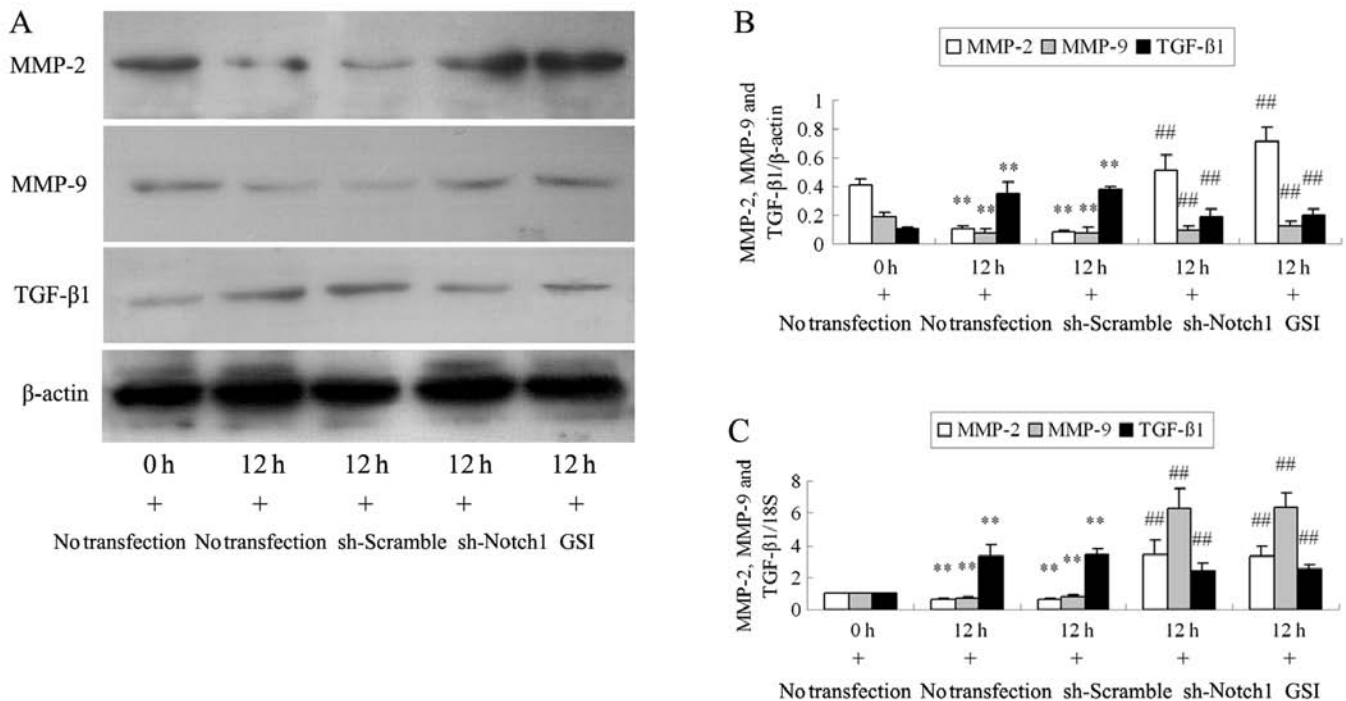 A
MMP-2
MMP-9
TGF-β1
β-actin
0 h 12 h 12 h 12 h 12 h
+ + + + +
No transfection No transfection sh-Scramble sh-Notch1 GSI
B
MMP-2 MMP-9 TGF-β1
MMP-2, MMP-9 and
TGF-β1/β-actin
1
0.8
0.6
0.4
0.2
0
** ** ** ** ** ** ## ## ## ## ## ##
0 h 12 h 12 h 12 h 12 h
+ + + + +
No transfection No transfection sh-Scramble sh-Notch1 GSI
C
MMP-2 MMP-9 TGF-β1
MMP-2, MMP-9 and
TGF-β1/18S
8
6
4
2
0
** ** ** ** ** ** ## ## ## ## ## ##
0 h 12 h 12 h 12 h 12 h
+ + + + +
No transfection No transfection sh-Scramble sh-Notch1 GSI